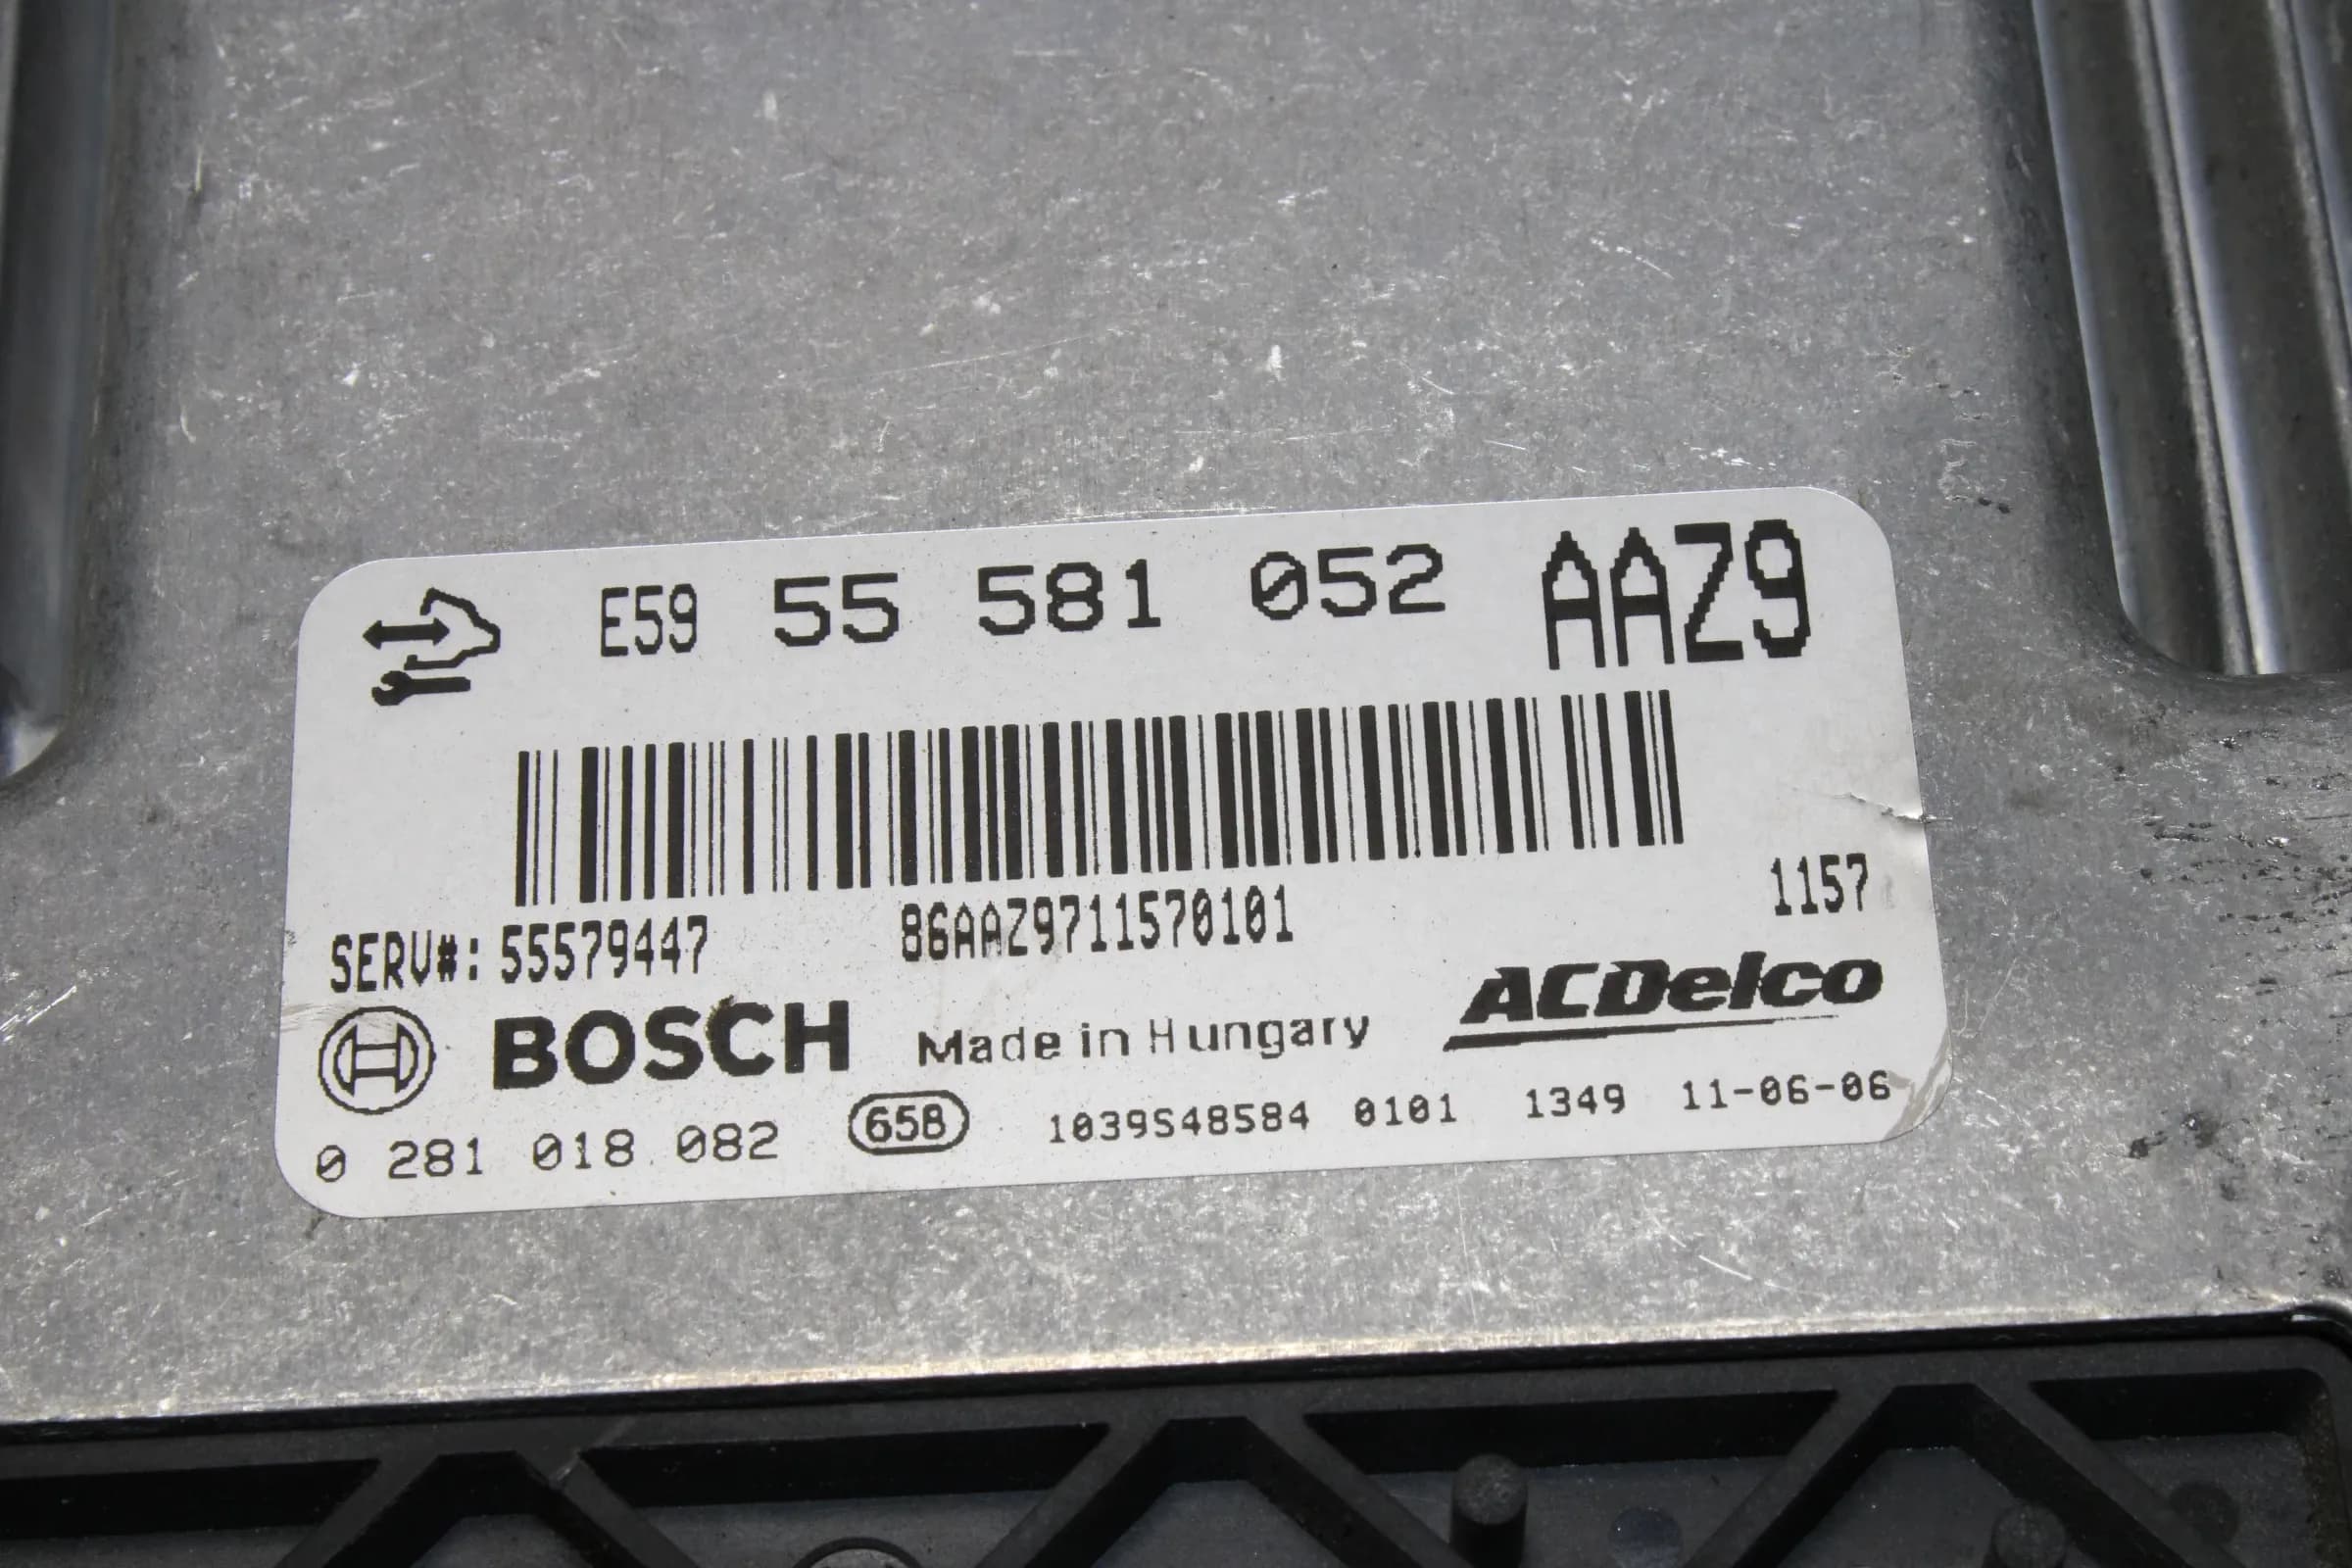 E59 55 581 052 AAZ9
1157
SERV#: 55579447 86AAZ9711570101
BOSCH Made in Hungary ACDelco
0 281 018 082 658 1039S48584 0101 1349 11-06-06